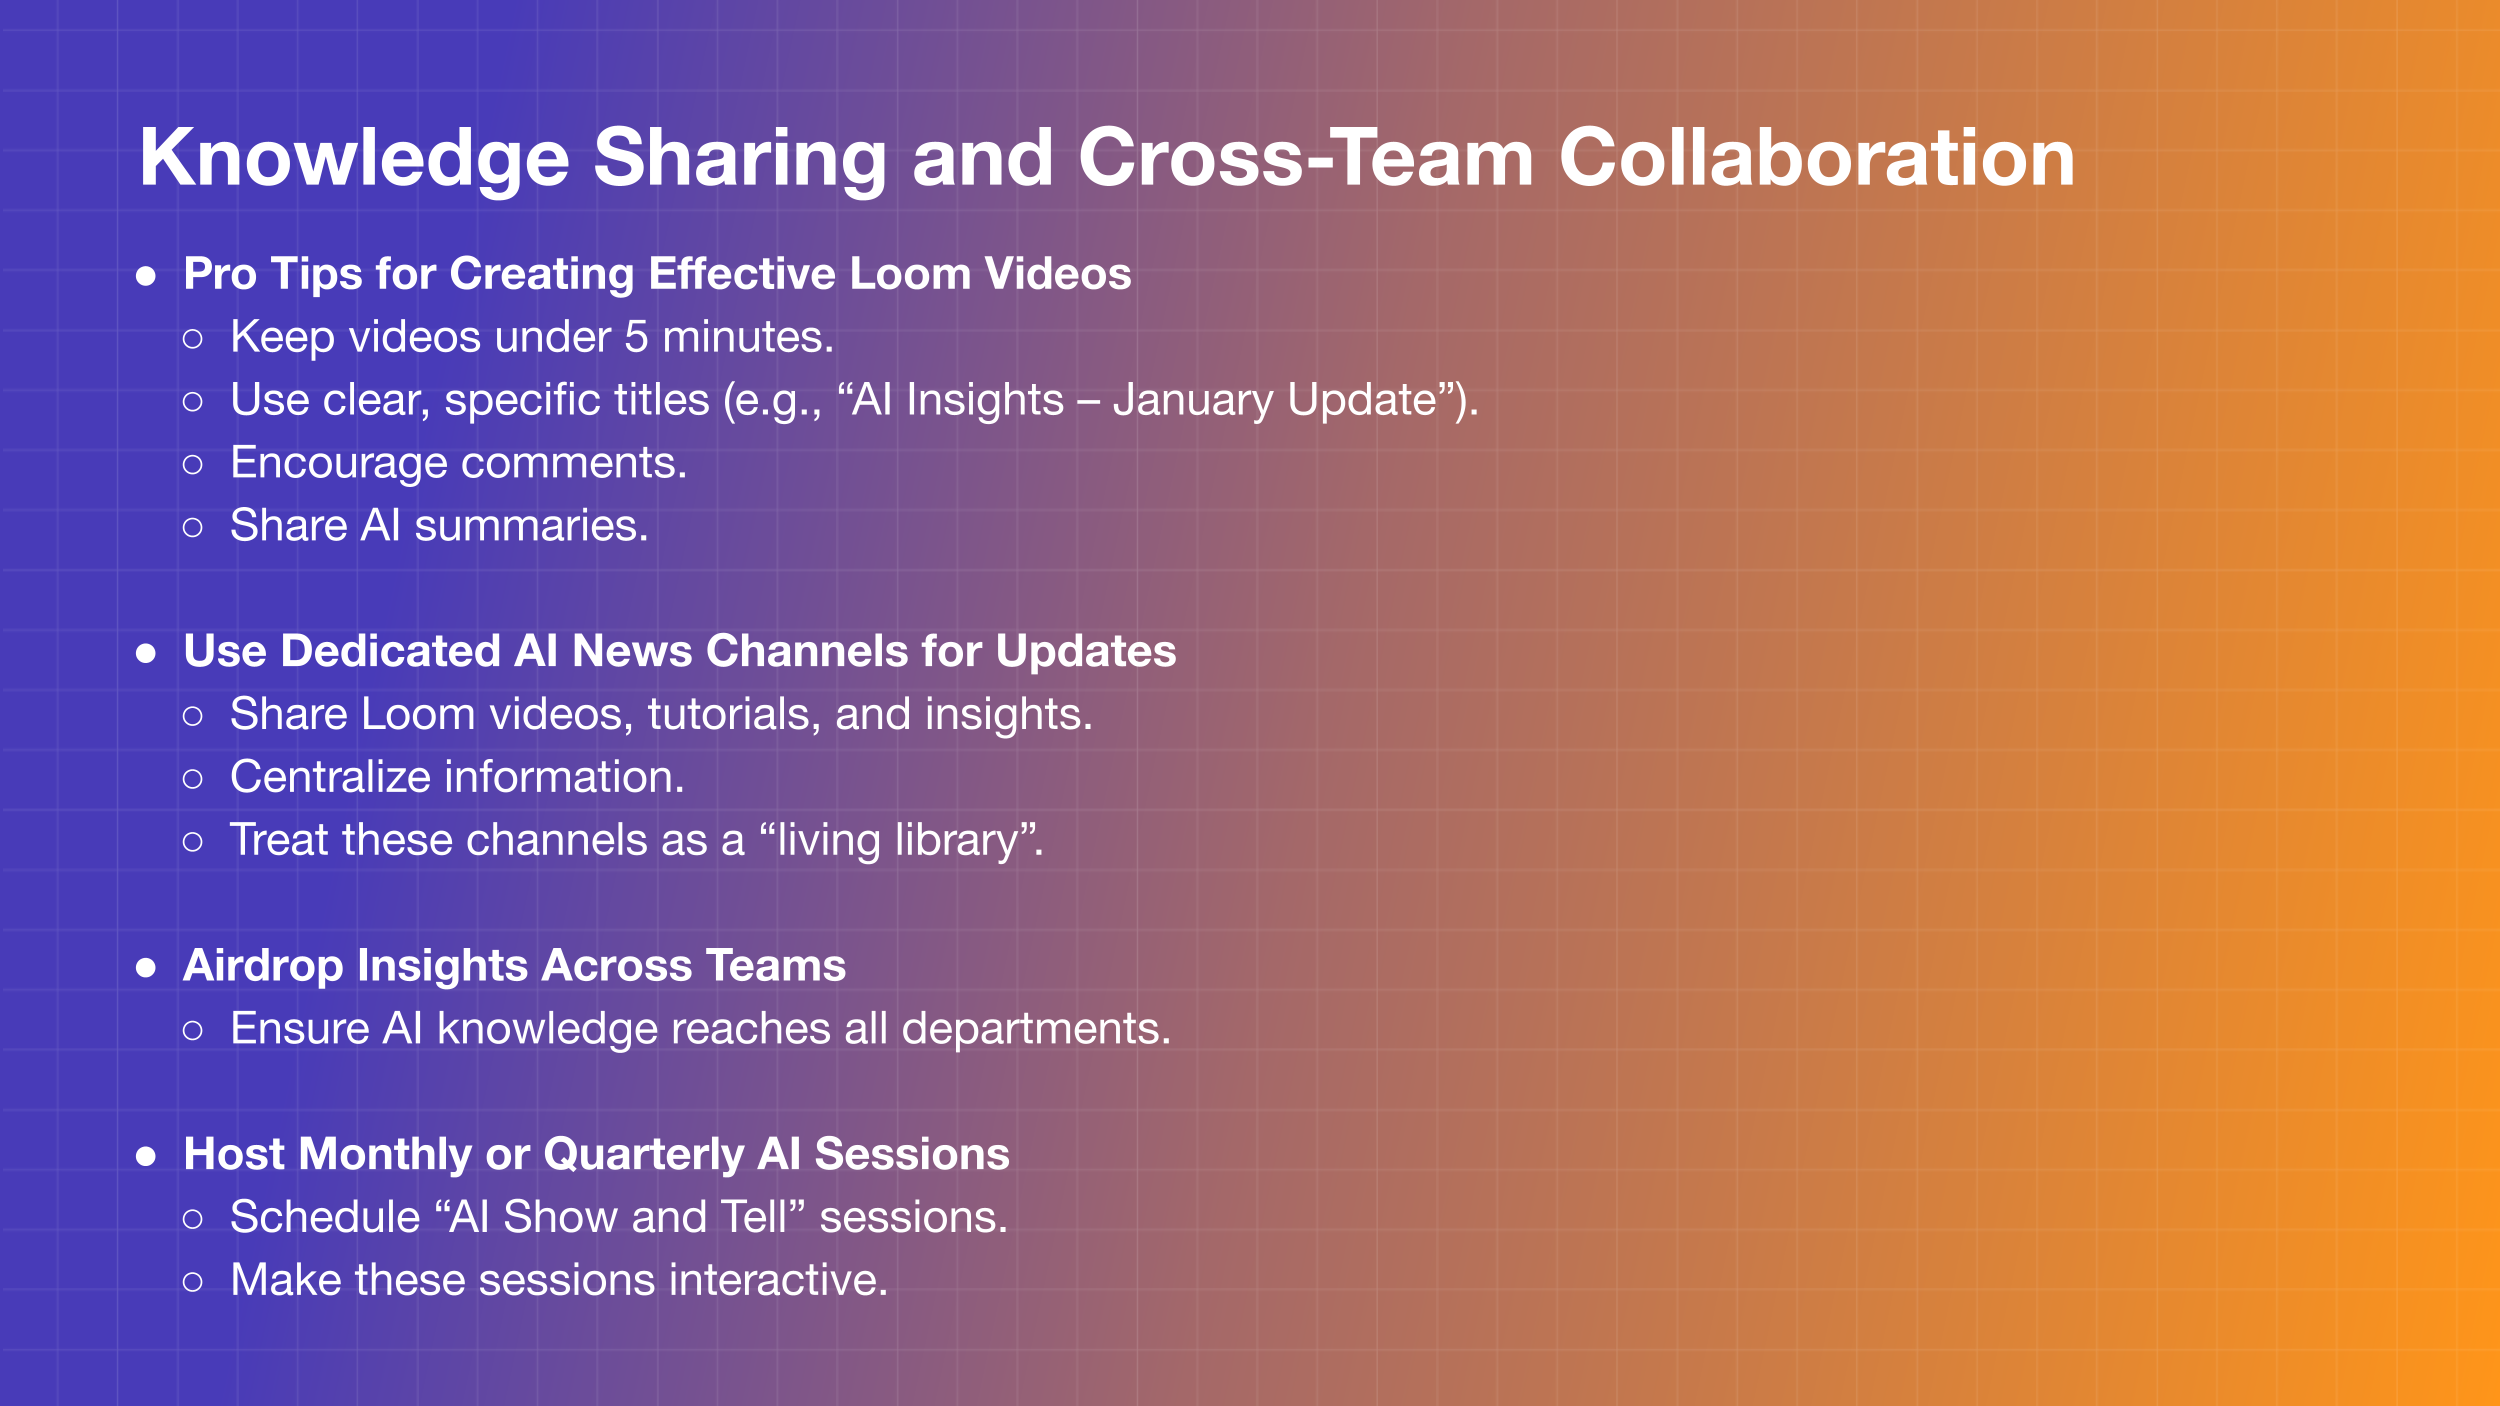 Knowledge Sharing and Cross-Team Collaboration
● Pro Tips for Creating Effective Loom Videos
○ Keep videos under 5 minutes.
○ Use clear, specific titles (e.g., “AI Insights – January Update”).
○ Encourage comments.
○ Share AI summaries.
● Use Dedicated AI News Channels for Updates
○ Share Loom videos, tutorials, and insights.
○ Centralize information.
○ Treat these channels as a “living library”.
● Airdrop Insights Across Teams
○ Ensure AI knowledge reaches all departments.
● Host Monthly or Quarterly AI Sessions
○ Schedule “AI Show and Tell” sessions.
○ Make these sessions interactive.